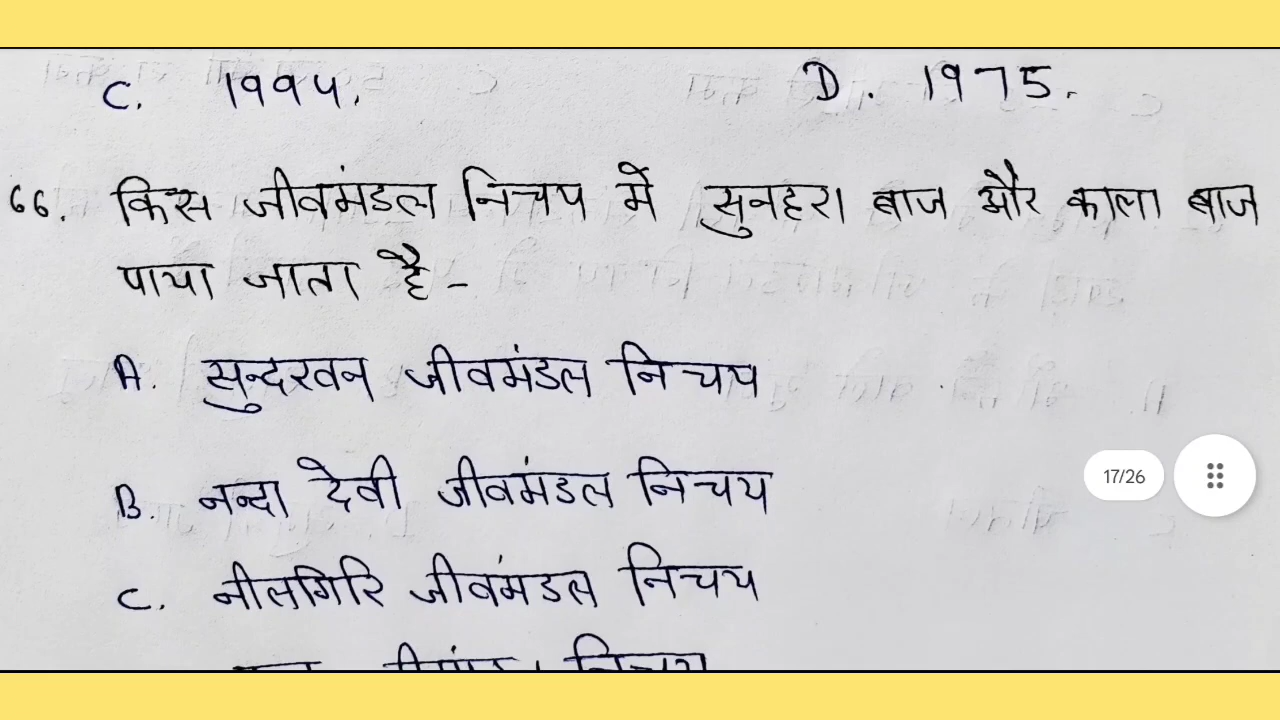 C. 1994.
D. 1975.
66. किस जीवमंडल निचय में सुनहरा बाज और काला बाज
पाया जाता है -
A. सुन्दरवन जीवमंडल निचय
B. नन्दा देवी जीवमंडल निचय
17/26
C. नीलगिरि जीवमंडल निचय